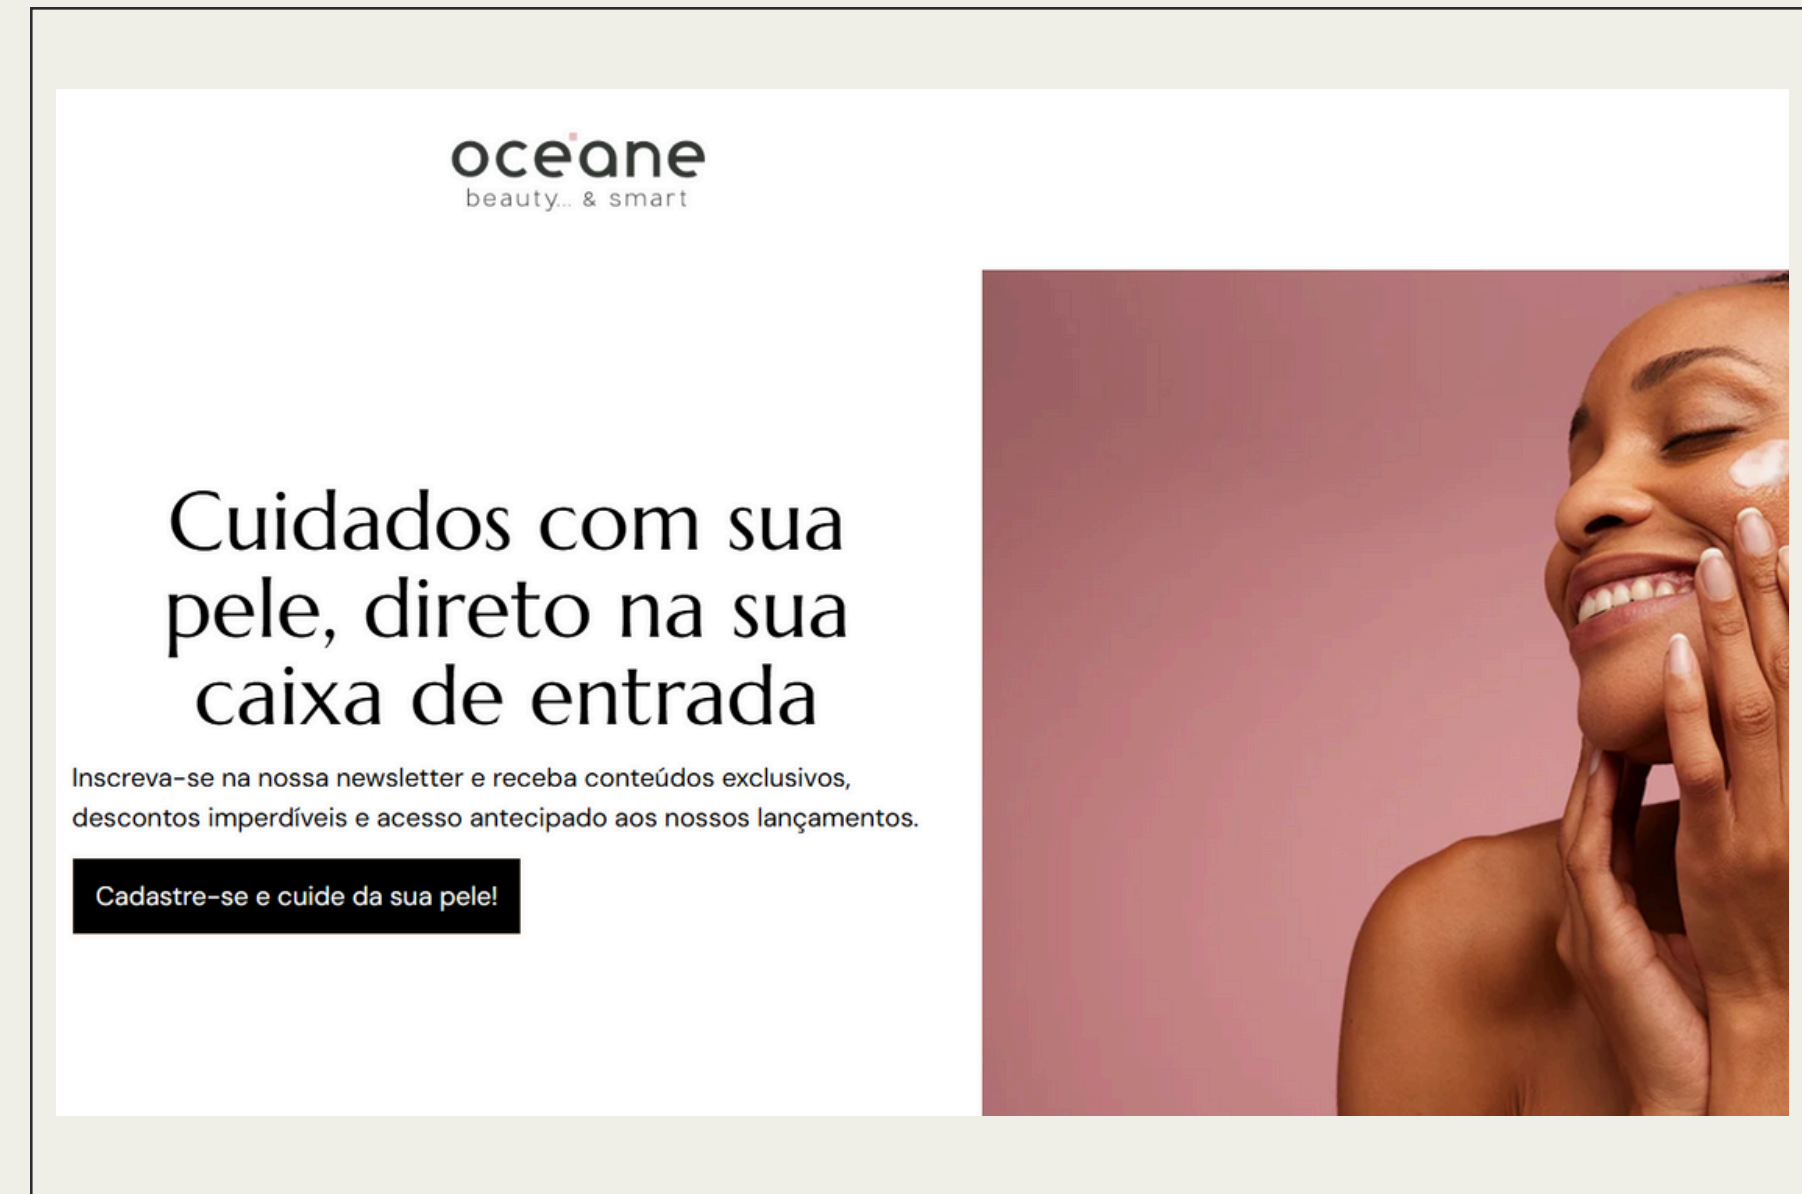 oceane
beauty... & smart
Cuidados com sua
pele, direto na sua
caixa de entrada
Inscreva-se na nossa newsletter e receba conteúdos exclusivos,
descontos imperdíveis e acesso antecipado aos nossos lançamentos.
Cadastre-se e cuide da sua pele!